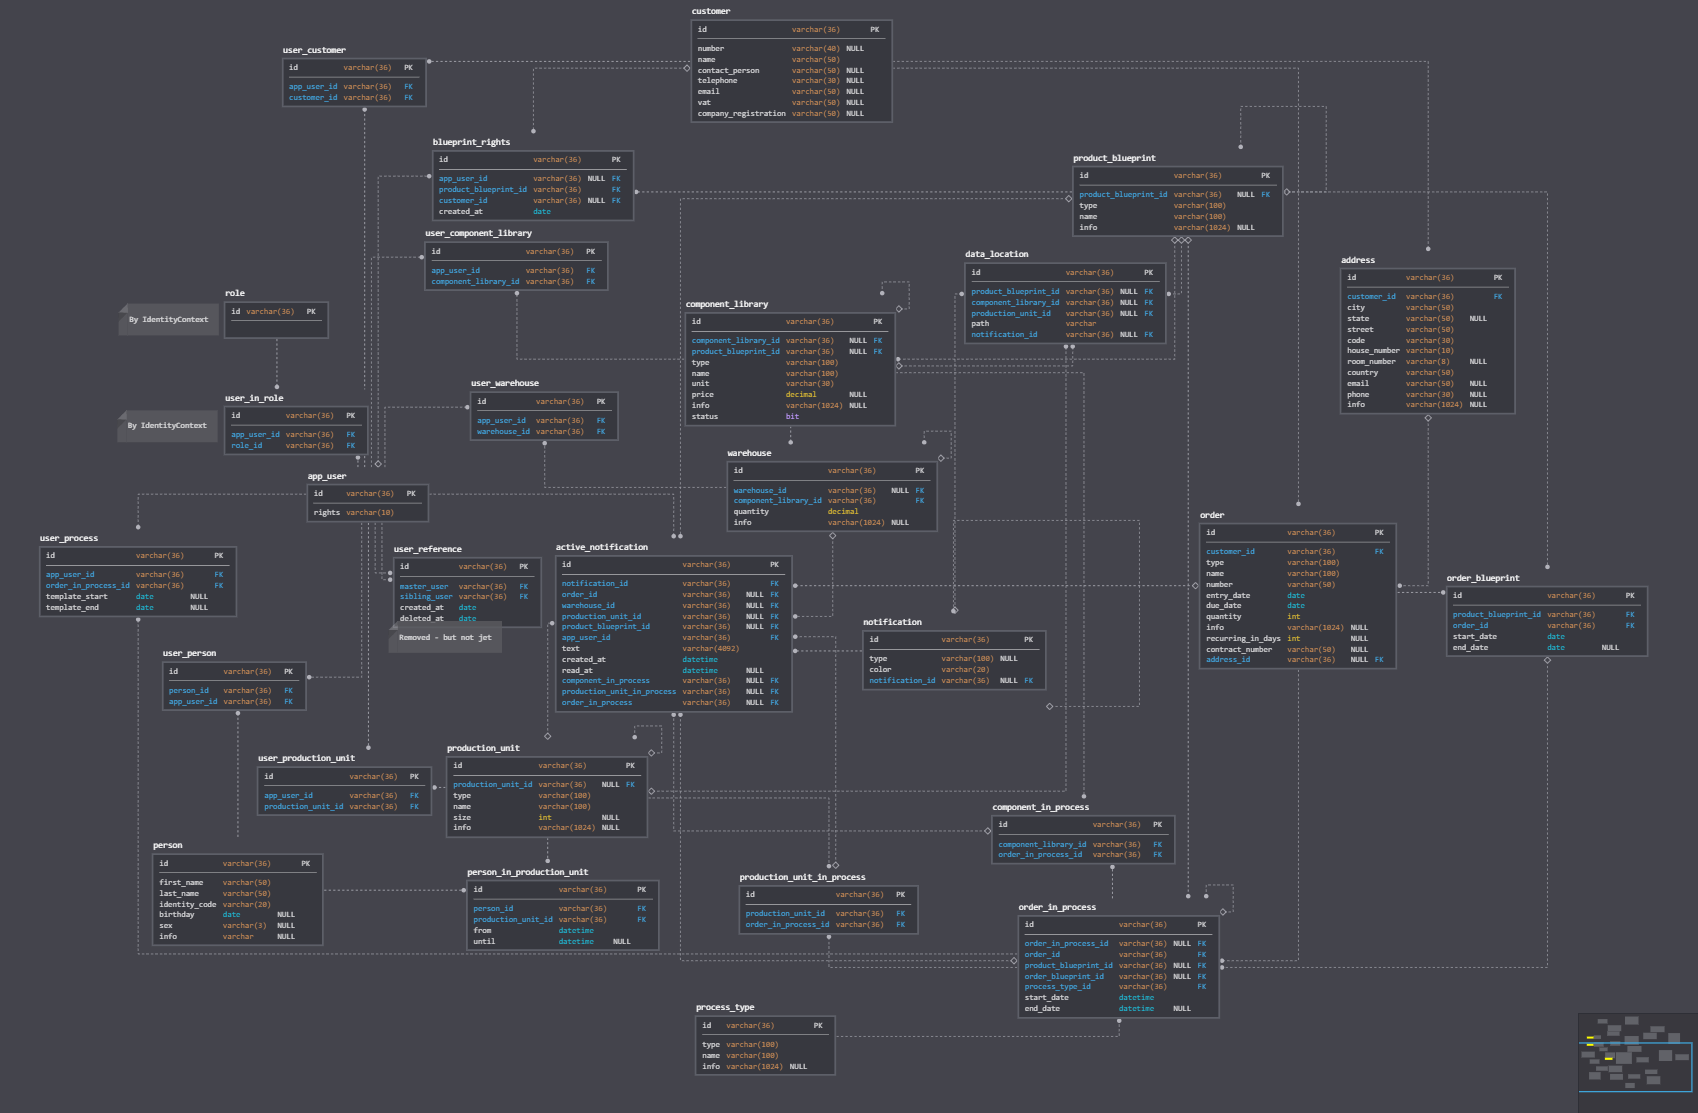 customer
id varchar(36) PK
number varchar(40) NULL
name varchar(50)
contact_person varchar(50) NULL
telephone varchar(30) NULL
email varchar(50) NULL
vat varchar(50) NULL
company_registration varchar(50) NULL
user_customer
id varchar(36) PK
app_user_id varchar(36) FK
customer_id varchar(36) FK
blueprint_rights
id varchar(36) PK
app_user_id varchar(36) NULL FK
product_blueprint_id varchar(36) FK
customer_id varchar(36) NULL FK
created_at date
product_blueprint
id varchar(36) PK
product_blueprint_id varchar(36) NULL FK
type varchar(100)
name varchar(100)
info varchar(1024) NULL
user_component_library
id varchar(36) PK
app_user_id varchar(36) FK
component_library_id varchar(36) FK
data_location
id varchar(36) PK
product_blueprint_id varchar(36) NULL FK
component_library_id varchar(36) NULL FK
production_unit_id varchar(36) NULL FK
path varchar
notification_id varchar(36) NULL FK
address
id varchar(36) PK
customer_id varchar(36) FK
city varchar(50)
state varchar(50) NULL
street varchar(50)
code varchar(30)
house_number varchar(10)
room_number varchar(8) NULL
country varchar(50)
email varchar(50) NULL
phone varchar(30) NULL
info varchar(1024) NULL
role
By IdentityContext
id varchar(36) PK
component_library
id varchar(36) PK
component_library_id varchar(36) NULL FK
product_blueprint_id varchar(36) NULL FK
type varchar(100)
name varchar(100)
unit varchar(30)
price decimal NULL
info varchar(1024) NULL
status bit
user_warehouse
id varchar(36) PK
app_user_id varchar(36) FK
warehouse_id varchar(36) FK
user_in_role
By IdentityContext
id varchar(36) PK
app_user_id varchar(36) FK
role_id varchar(36) FK
warehouse
id varchar(36) PK
warehouse_id varchar(36) NULL FK
component_library_id varchar(36) FK
quantity decimal
info varchar(1024) NULL
app_user
id varchar(36) PK
rights varchar(10)
order
id varchar(36) PK
customer_id varchar(36) FK
type varchar(100)
name varchar(100)
number varchar(50)
entry_date date
due_date date
quantity int
info varchar(1024) NULL
recurring_in_days int NULL
contract_number varchar(50) NULL
address_id varchar(36) NULL FK
user_process
id varchar(36) PK
app_user_id varchar(36) FK
order_in_process_id varchar(36) FK
template_start date NULL
template_end date NULL
user_reference
id varchar(36) PK
master_user varchar(36) FK
sibling_user varchar(36) FK
created_at date
deleted_at date
Removed - but not jet
active_notification
id varchar(36) PK
notification_id varchar(36) FK
order_id varchar(36) NULL FK
warehouse_id varchar(36) NULL FK
production_unit_id varchar(36) NULL FK
product_blueprint_id varchar(36) NULL FK
app_user_id varchar(36) FK
text varchar(4092)
created_at datetime
read_at datetime NULL
component_in_process varchar(36) NULL FK
production_unit_in_process varchar(36) NULL FK
order_in_process varchar(36) NULL FK
order_blueprint
id varchar(36) PK
product_blueprint_id varchar(36) FK
order_id varchar(36) FK
start_date date
end_date date NULL
notification
id varchar(36) PK
type varchar(100) NULL
color varchar(20)
notification_id varchar(36) NULL FK
user_person
id varchar(36) PK
person_id varchar(36) FK
app_user_id varchar(36) FK
production_unit
id varchar(36) PK
production_unit_id varchar(36) NULL FK
type varchar(100)
name varchar(100)
size int NULL
info varchar(1024) NULL
user_production_unit
id varchar(36) PK
app_user_id varchar(36) FK
production_unit_id varchar(36) FK
component_in_process
id varchar(36) PK
component_library_id varchar(36) FK
order_in_process_id varchar(36) FK
person
id varchar(36) PK
first_name varchar(50)
last_name varchar(50)
identity_code varchar(20)
birthday date NULL
sex varchar(3) NULL
info varchar NULL
person_in_production_unit
id varchar(36) PK
person_id varchar(36) FK
production_unit_id varchar(36) FK
from datetime
until datetime NULL
production_unit_in_process
id varchar(36) PK
production_unit_id varchar(36) FK
order_in_process_id varchar(36) FK
order_in_process
id varchar(36) PK
order_in_process_id varchar(36) NULL FK
order_id varchar(36) FK
product_blueprint_id varchar(36) NULL FK
order_blueprint_id varchar(36) NULL FK
process_type_id varchar(36) FK
start_date datetime
end_date datetime NULL
process_type
id varchar(36) PK
type varchar(100)
name varchar(100)
info varchar(1024) NULL